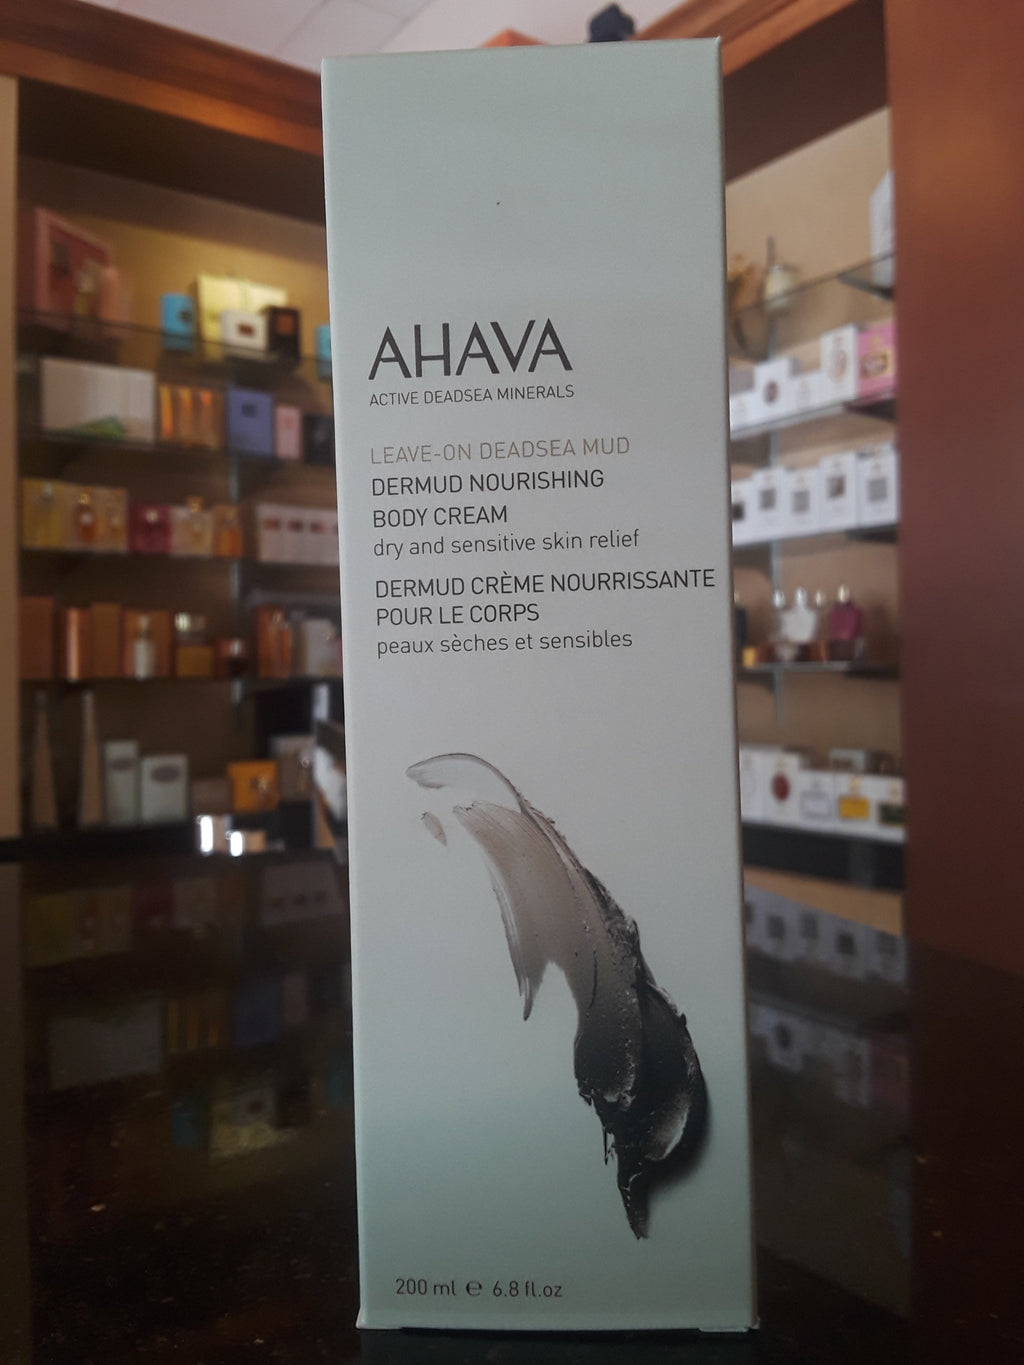 AHAVA
ACTIVE DEADSEA MINERALS
LEAVE-ON DEADSEA MUD
DERMUD NOURISHING
BODY CREAM
dry and sensitive skin relief
DERMUD CRÈME NOURRISSANTE
POUR LE CORPS
peaux sèches et sensibles
200 ml ℮ 6.8 fl.oz